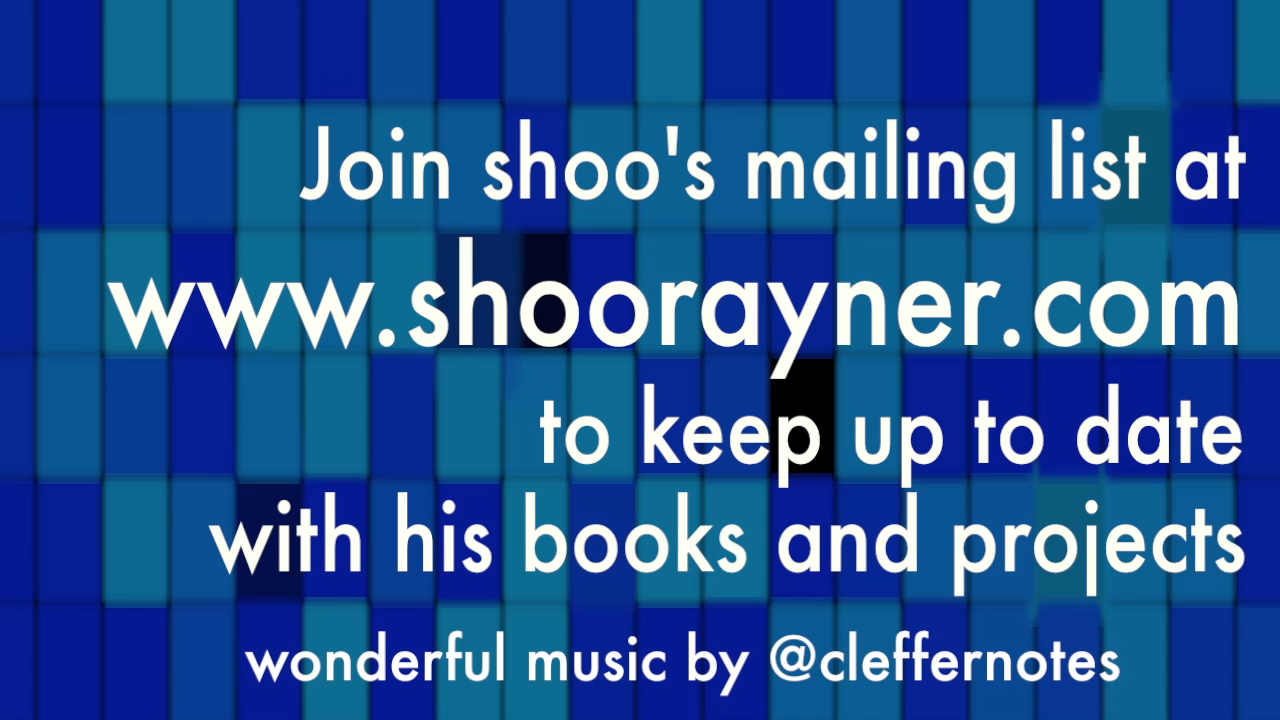 Join shoo's mailing list at
www.shoorayner.com
to keep up to date
with his books and projects
wonderful music by @cleffernotes